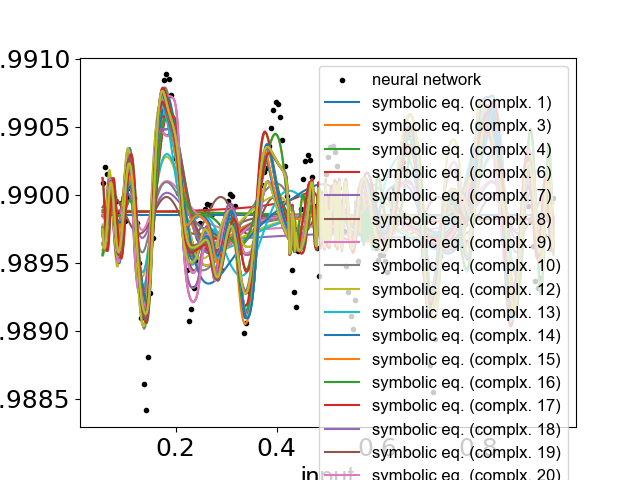 .9910
.9905
.9900
.9895
.9890
.9885
0.2
0.4
0.6
0.8
input
neural network
symbolic eq. (complx. 1)
symbolic eq. (complx. 3)
symbolic eq. (complx. 4)
symbolic eq. (complx. 6)
symbolic eq. (complx. 7)
symbolic eq. (complx. 8)
symbolic eq. (complx. 9)
symbolic eq. (complx. 10)
symbolic eq. (complx. 12)
symbolic eq. (complx. 13)
symbolic eq. (complx. 14)
symbolic eq. (complx. 15)
symbolic eq. (complx. 16)
symbolic eq. (complx. 17)
symbolic eq. (complx. 18)
symbolic eq. (complx. 19)
symbolic eq. (complx. 20)